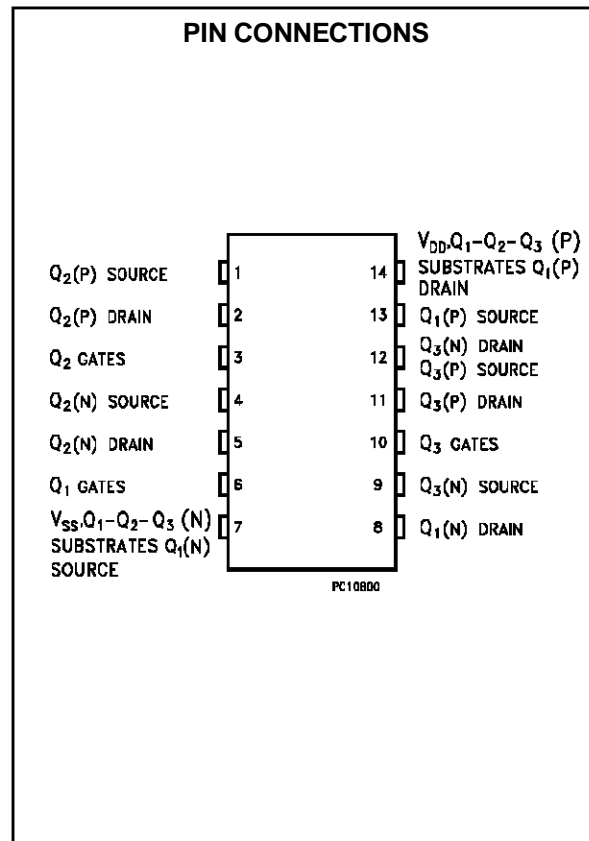 PIN CONNECTIONS
Q2(P) SOURCE
Q2(P) DRAIN
Q2 GATES
Q2(N) SOURCE
Q2(N) DRAIN
Q1 GATES
VSS,Q1-Q2-Q3 (N)
SUBSTRATES Q1(N)
SOURCE
1
2
3
4
5
6
7
14
13
12
11
10
9
8
VDD,Q1-Q2-Q3 (P)
SUBSTRATES Q1(P)
DRAIN
Q1(P) SOURCE
Q3(N) DRAIN
Q3(P) SOURCE
Q3(P) DRAIN
Q3 GATES
Q3(N) SOURCE
Q1(N) DRAIN
PC10800